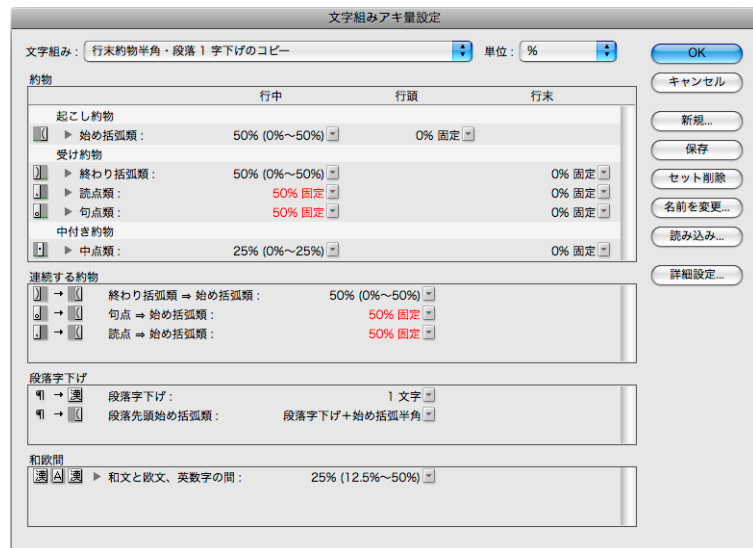 文字組みアキ量設定
文字組み： 行末約物半角・段落 1 字下げのコピー 単位： %
約物
行中 行頭 行末
起こし約物
始め括弧類： 50% (0%～50%) 0% 固定
受け約物
終わり括弧類： 50% (0%～50%) 0% 固定
読点類： 50% 固定 0% 固定
句点類： 50% 固定 0% 固定
中付き約物
中点類： 25% (0%～25%) 0% 固定
連続する約物
終わり括弧類 ⇒ 始め括弧類： 50% (0%～50%)
句点 ⇒ 始め括弧類： 50% 固定
読点 ⇒ 始め括弧類： 50% 固定
段落字下げ
¶ → 漢 段落字下げ： 1 文字
¶ → 段落先頭始め括弧類： 段落字下げ＋始め括弧半角
和欧間
漢 A 漢 和文と欧文、英数字の間： 25% (12.5%～50%)
OK
キャンセル
新規...
保存
セット削除
名前を変更...
読み込み...
詳細設定...